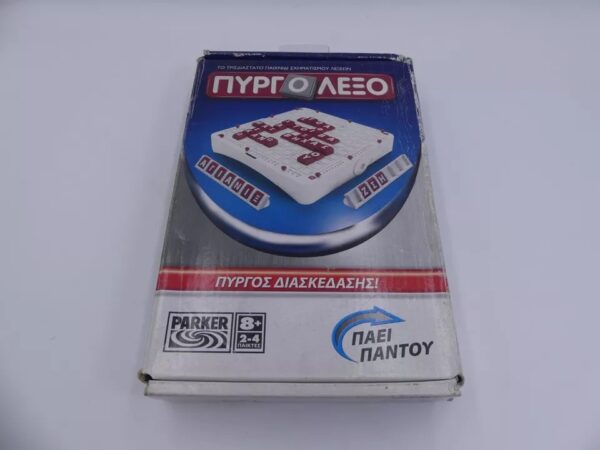 ΤΟ ΤΡΙΣΔΙΑΣΤΑΤΟ ΠΑΙΧΝΙΔΙ ΣΧΗΜΑΤΙΣΜΟΥ ΛΕΞΕΩΝ
ΠΥΡΓΟΛΕΞΟ
ΠΥΡΓΟΣ ΔΙΑΣΚΕΔΑΣΗΣ!
PARKER
8+
2-4
ΠΑΙΚΤΕΣ
ΠΑΕΙ
ΠΑΝΤΟΥ